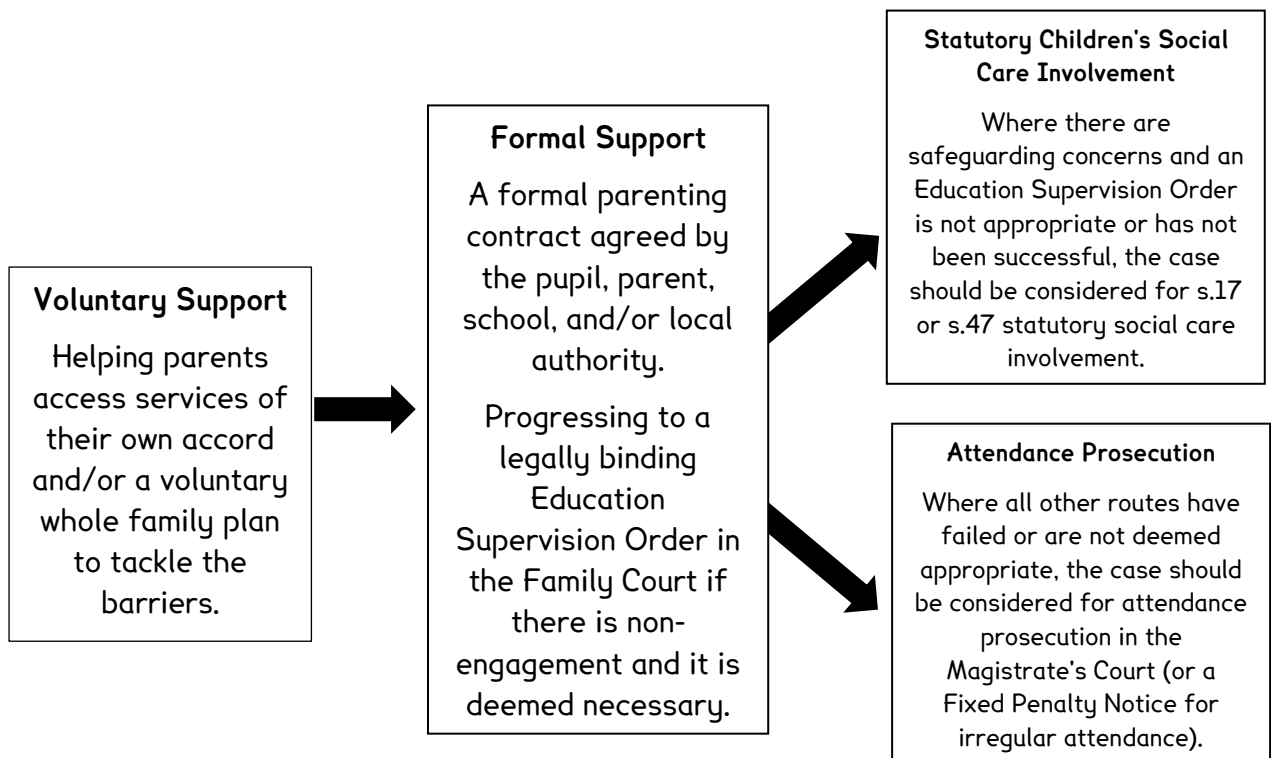 Voluntary Support
Helping parents
access services of
their own accord
and/or a voluntary
whole family plan
to tackle the
barriers.
Formal Support
A formal parenting
contract agreed by
the pupil, parent,
school, and/or local
authority.
Progressing to a
legally binding
Education
Supervision Order in
the Family Court if
there is non-
engagement and it is
deemed necessary.
Statutory Children's Social
Care Involvement
Where there are
safeguarding concerns and an
Education Supervision Order
is not appropriate or has not
been successful, the case
should be considered for s.17
or s.47 statutory social care
involvement.
Attendance Prosecution
Where all other routes have
failed or are not deemed
appropriate, the case should
be considered for attendance
prosecution in the
Magistrate's Court (or a
Fixed Penalty Notice for
irregular attendance).